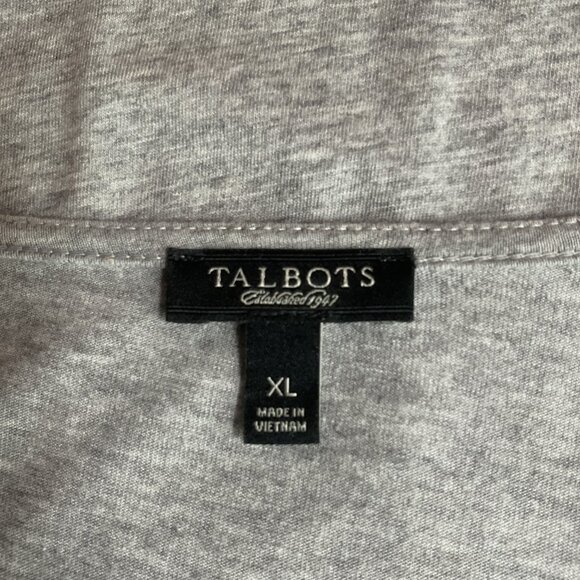 TALBOTS
Established 1947
XL
MADE IN
VIETNAM